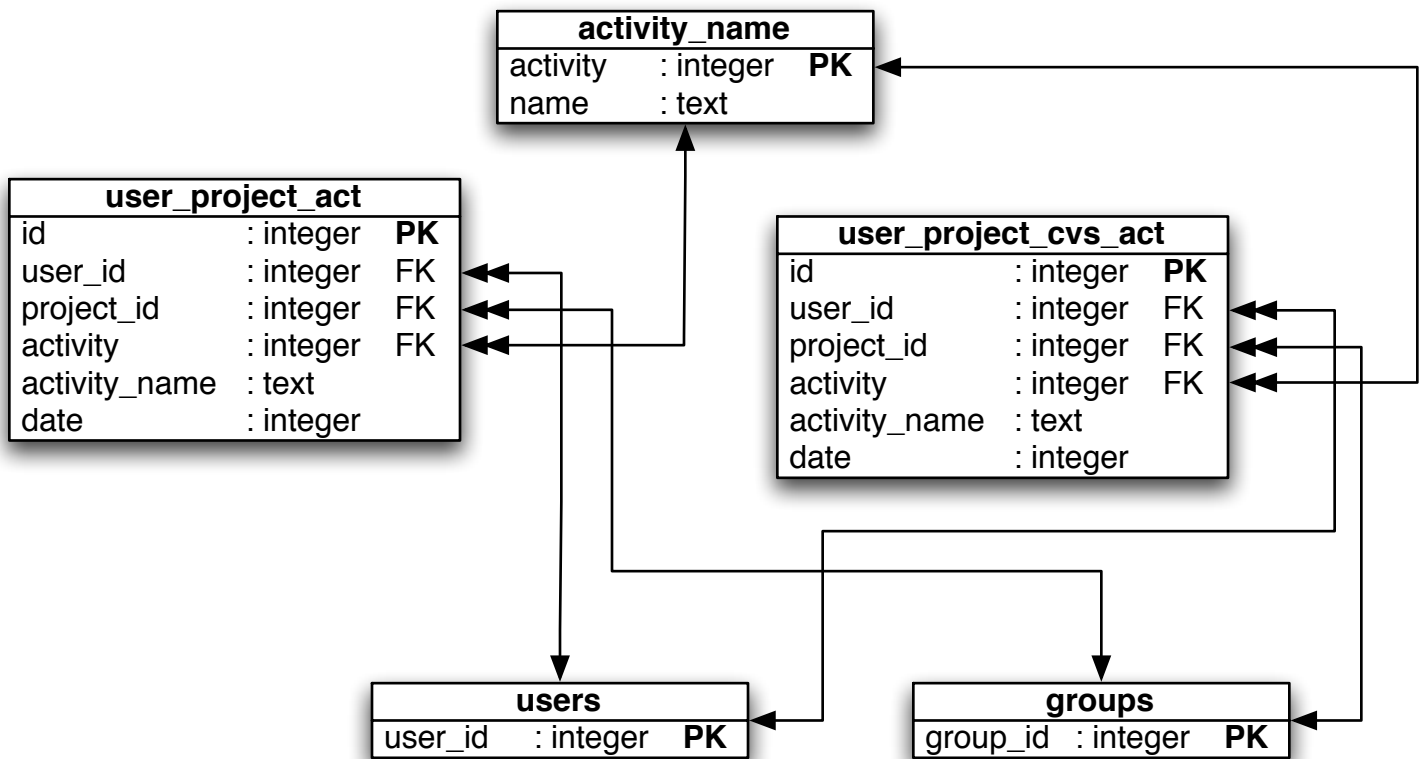 activity_name
activity : integer PK
name : text
user_project_act
id : integer PK
user_id : integer FK
project_id : integer FK
activity : integer FK
activity_name : text
date : integer
user_project_cvs_act
id : integer PK
user_id : integer FK
project_id : integer FK
activity : integer FK
activity_name : text
date : integer
users
user_id : integer PK
groups
group_id : integer PK